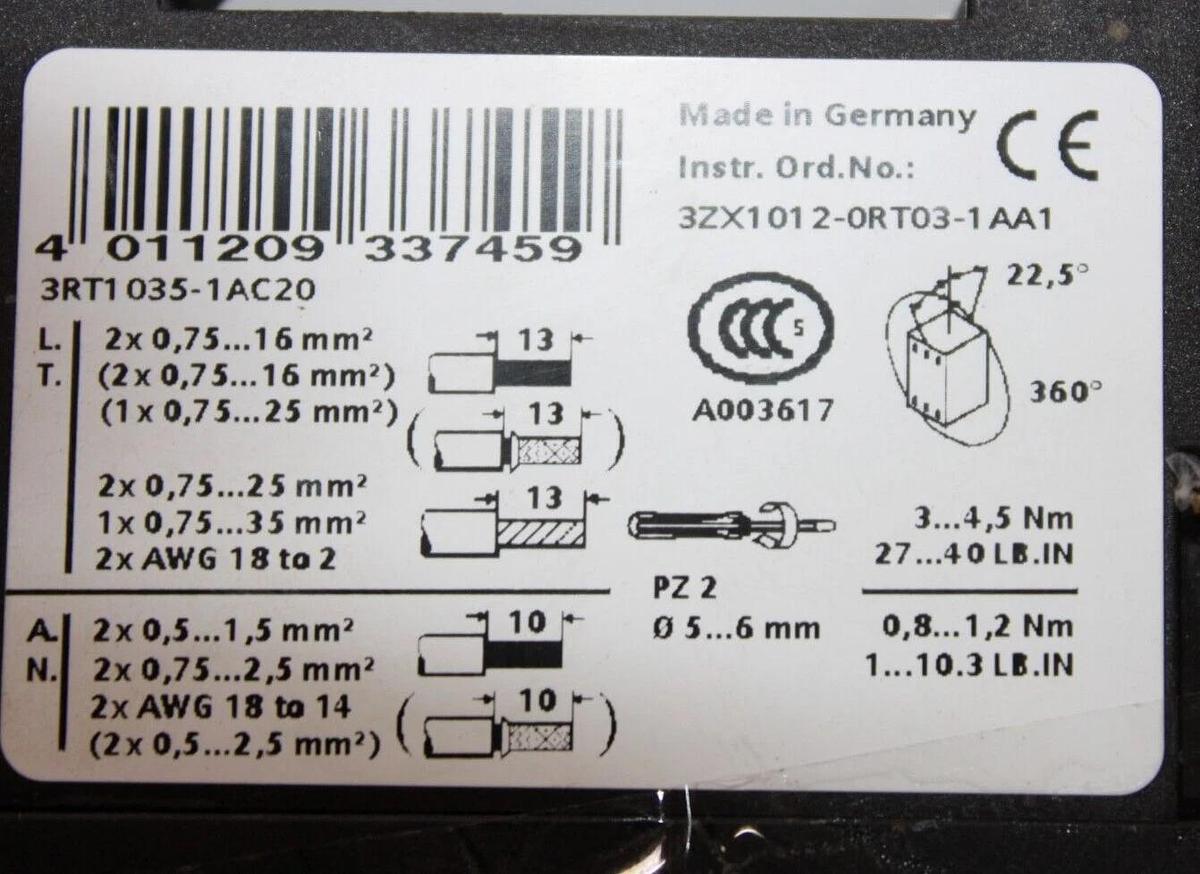 4 011209 337459
3RT1035-1AC20
Made in Germany
CE
Instr. Ord.No.:
3ZX1012-0RT03-1AA1
L.
T.
2x 0,75...16 mm²
(2x 0,75...16 mm²)
(1x 0,75...25 mm²)
2x 0,75...25 mm²
1x 0,75...35 mm²
2x AWG 18 to 2
13
13
13
CCC S
A003617
22,5°
360°
A.
N.
2x 0,5...1,5 mm²
2x 0,75...2,5 mm²
2x AWG 18 to 14
(2x 0,5...2,5 mm²)
10
10
PZ 2
Ø 5...6 mm
3...4,5 Nm
27...40 LB.IN
0,8...1,2 Nm
1...10.3 LB.IN